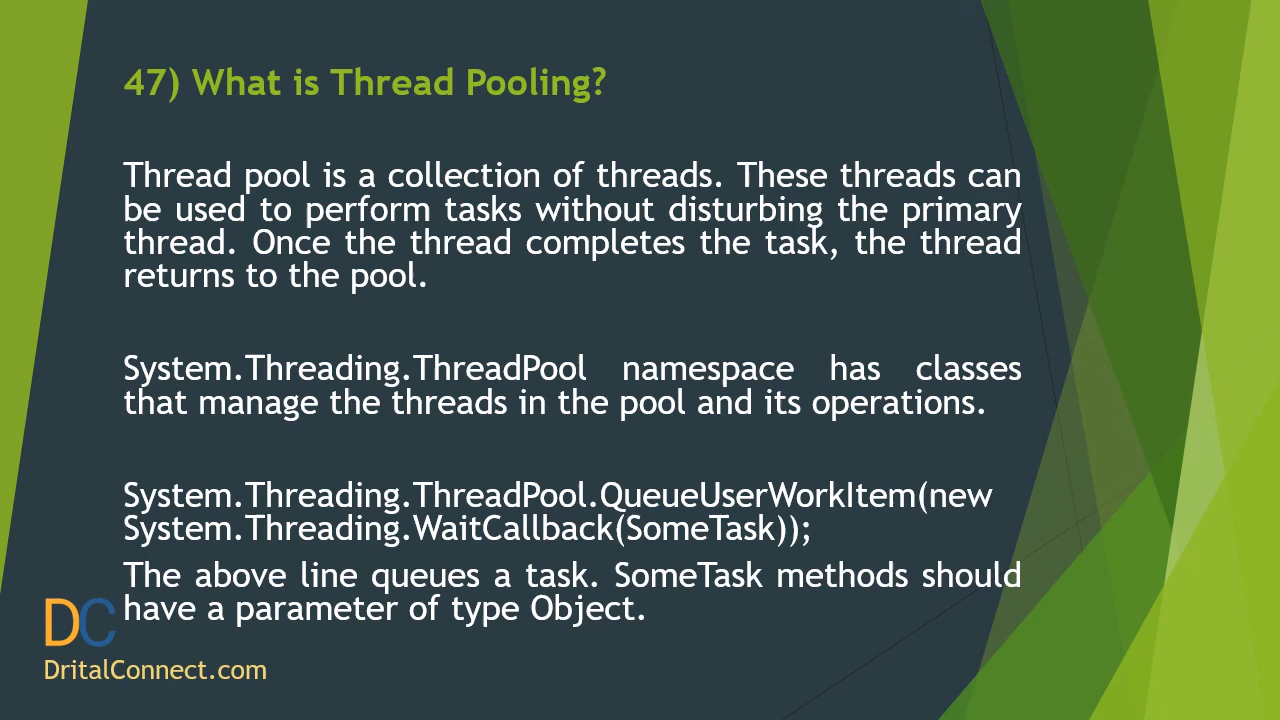 47) What is Thread Pooling?
Thread pool is a collection of threads. These threads can
be used to perform tasks without disturbing the primary
thread. Once the thread completes the task, the thread
returns to the pool.
System.Threading.ThreadPool namespace has classes
that manage the threads in the pool and its operations.
System.Threading.ThreadPool.QueueUserWorkItem(new
System.Threading.WaitCallback(SomeTask));
The above line queues a task. SomeTask methods should
have a parameter of type Object.
DC
DritalConnect.com